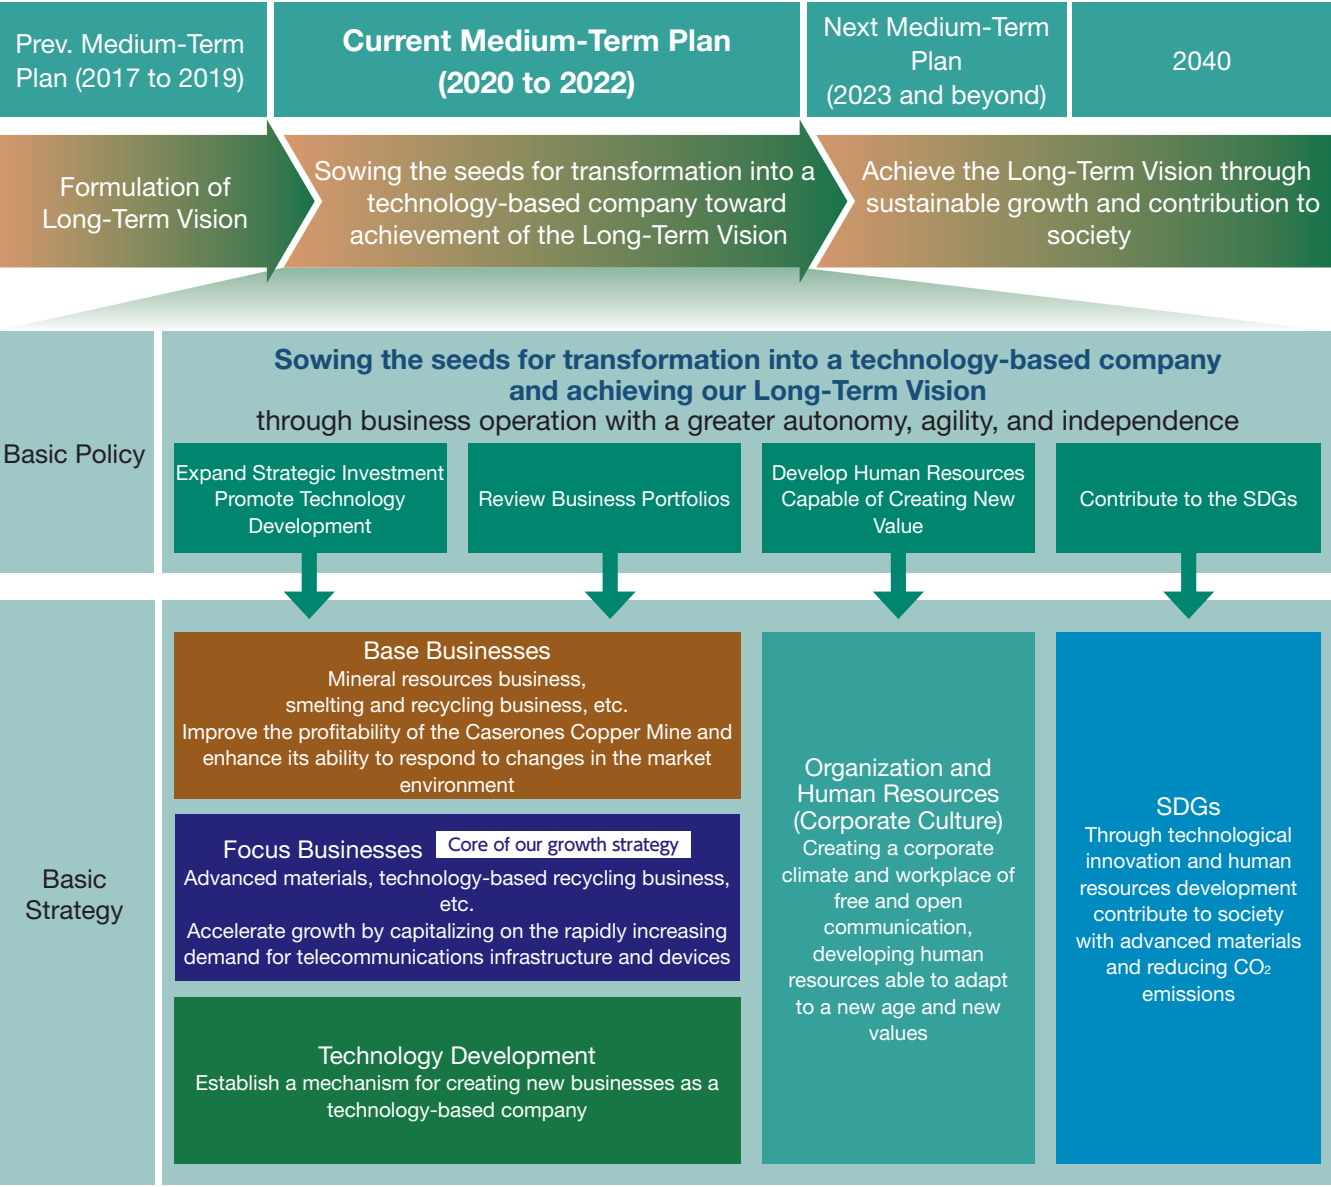 Prev. Medium-Term
Plan (2017 to 2019)
Current Medium-Term Plan
(2020 to 2022)
Next Medium-Term
Plan
(2023 and beyond)
2040
Formulation of
Long-Term Vision
Sowing the seeds for transformation into a
technology-based company toward
achievement of the Long-Term Vision
Achieve the Long-Term Vision through
sustainable growth and contribution to
society
Basic Policy
Sowing the seeds for transformation into a technology-based company
and achieving our Long-Term Vision
through business operation with a greater autonomy, agility, and independence
Expand Strategic Investment
Promote Technology
Development
Review Business Portfolios
Develop Human Resources
Capable of Creating New
Value
Contribute to the SDGs
Basic
Strategy
Base Businesses
Mineral resources business,
smelting and recycling business, etc.
Improve the profitability of the Caserones Copper Mine and
enhance its ability to respond to changes in the market
environment
Focus Businesses Core of our growth strategy
Advanced materials, technology-based recycling business,
etc.
Accelerate growth by capitalizing on the rapidly increasing
demand for telecommunications infrastructure and devices
Technology Development
Establish a mechanism for creating new businesses as a
technology-based company
Organization and
Human Resources
(Corporate Culture)
Creating a corporate
climate and workplace of
free and open
communication,
developing human
resources able to adapt
to a new age and new
values
SDGs
Through technological
innovation and human
resources development
contribute to society
with advanced materials
and reducing CO₂
emissions